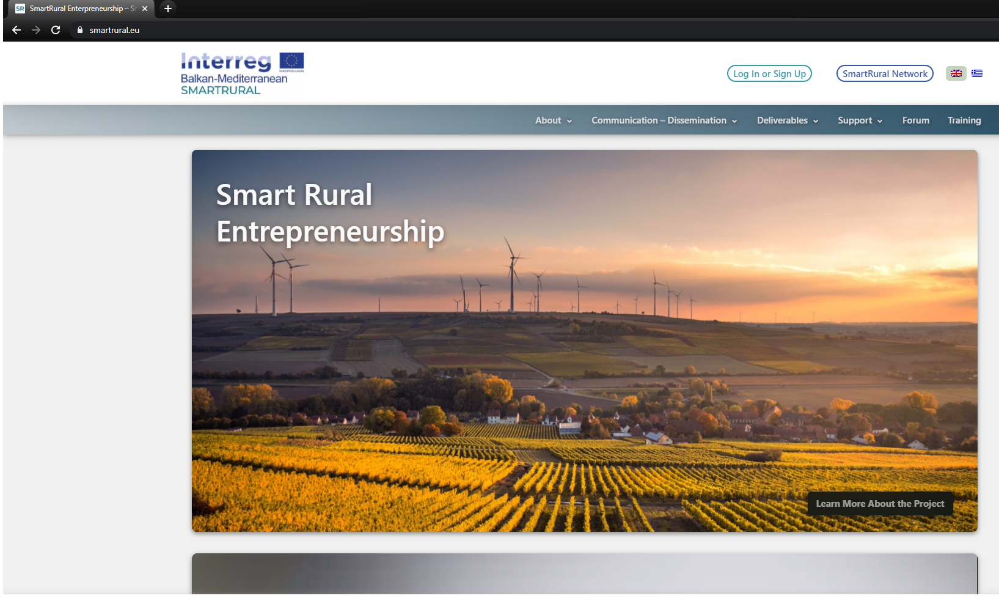 SR SmartRural Enterpreneurship – S
smartrural.eu
Interreg
EUROPEAN UNION
Balkan-Mediterranean
SMARTRURAL
Log In or Sign Up
SmartRural Network
About
Communication – Dissemination
Deliverables
Support
Forum
Training
Smart Rural
Entrepreneurship
Learn More About the Project